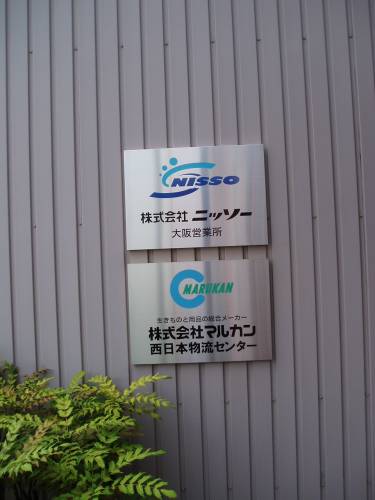 NISSO
株式会社 ニッソー
大阪営業所
MARUKAN
生きものと用品の総合メーカー
株式会社マルカン
西日本物流センター